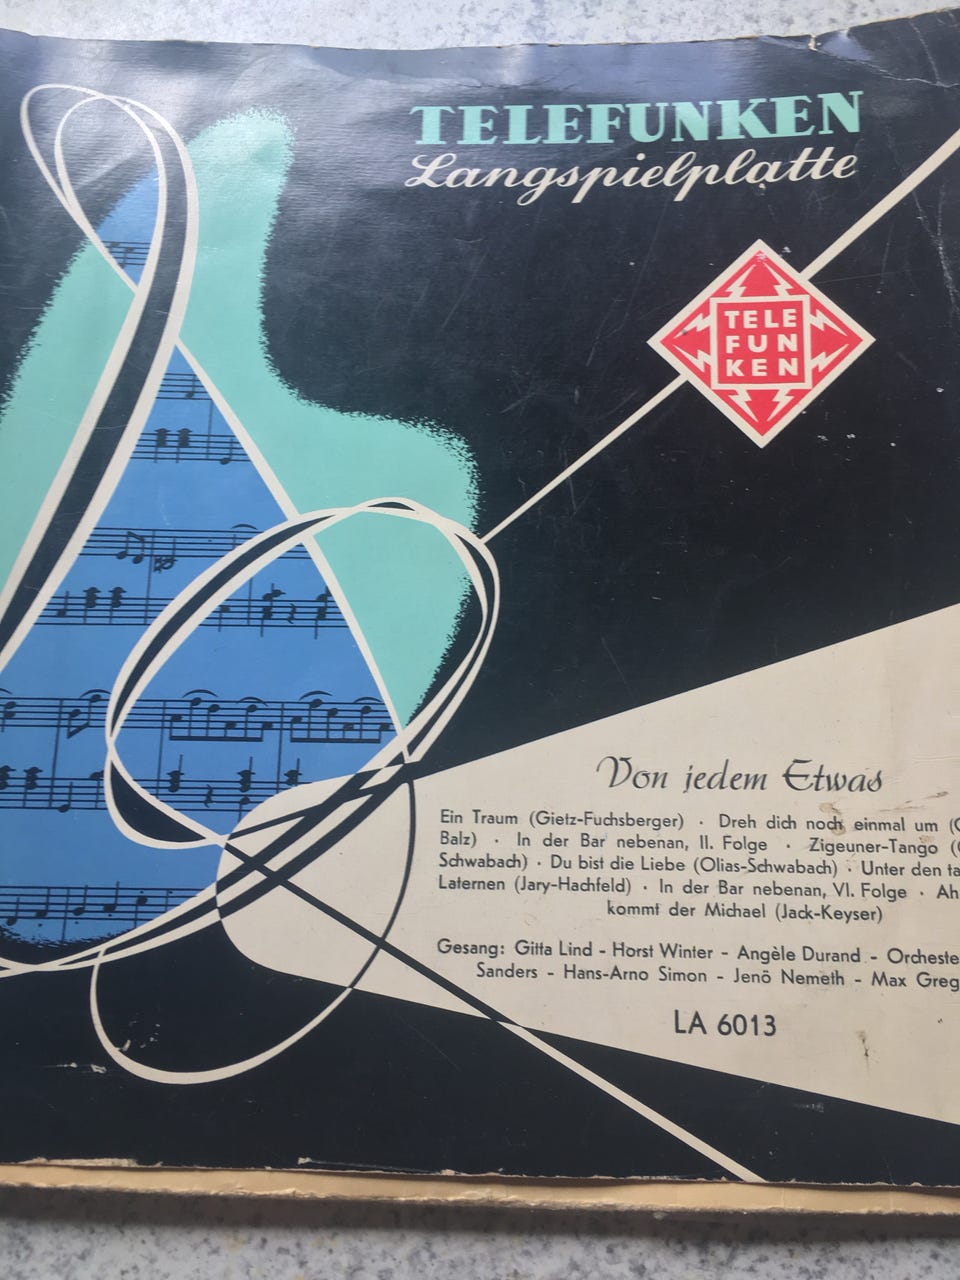 TELEFUNKEN
Langspielplatte
TELE
FUN
KEN
Von jedem Etwas
Ein Traum (Gietz-Fuchsberger) · Dreh dich noch einmal um (
Balz) · In der Bar nebenan, II. Folge · Zigeuner-Tango (
Schwabach) · Du bist die Liebe (Olias-Schwabach) · Unter den ta
Laternen (Jary-Hachfeld) · In der Bar nebenan, VI. Folge · Ah
kommt der Michael (Jack-Keyser)
Gesang: Gitta Lind - Horst Winter - Angèle Durand - Orcheste
Sanders - Hans-Arno Simon - Jenö Nemeth - Max Greg
LA 6013